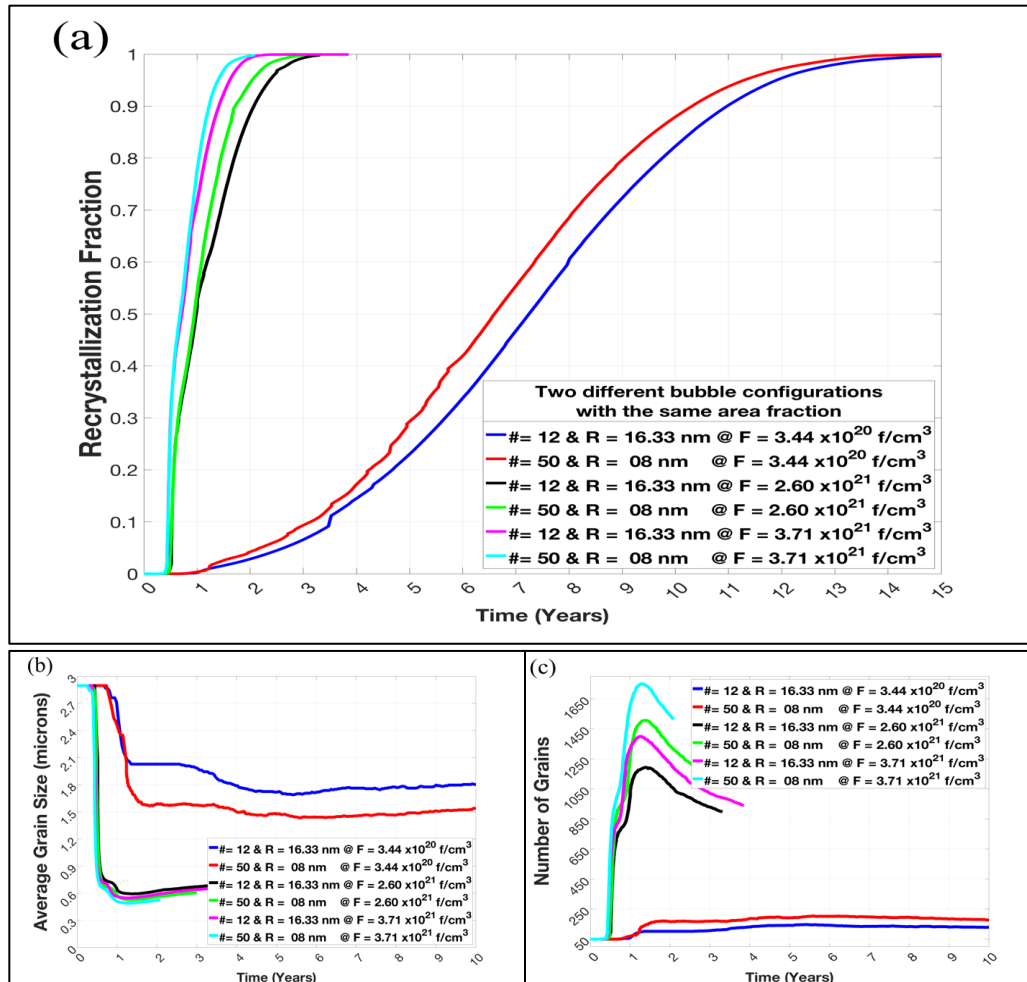 (a)
1
0.9
0.8
0.7
0.6
0.5
0.4
0.3
0.2
0.1
0
Recrystallization Fraction
Two different bubble configurations
with the same area fraction
#= 12 & R = 16.33 nm @ F = 3.44 x10^20 f/cm^3
#= 50 & R = 08 nm @ F = 3.44 x10^20 f/cm^3
#= 12 & R = 16.33 nm @ F = 2.60 x10^21 f/cm^3
#= 50 & R = 08 nm @ F = 2.60 x10^21 f/cm^3
#= 12 & R = 16.33 nm @ F = 3.71 x10^21 f/cm^3
#= 50 & R = 08 nm @ F = 3.71 x10^21 f/cm^3
0 1 2 3 4 5 6 7 8 9 10 11 12 13 14 15
Time (Years)
(b)
3
2.7
2.4
2.1
1.8
1.5
1.2
0.9
0.6
0.3
0
Average Grain Size (microns)
#= 12 & R = 16.33 nm @ F = 3.44 x10^20 f/cm^3
#= 50 & R = 08 nm @ F = 3.44 x10^20 f/cm^3
#= 12 & R = 16.33 nm @ F = 2.60 x10^21 f/cm^3
#= 50 & R = 08 nm @ F = 2.60 x10^21 f/cm^3
#= 12 & R = 16.33 nm @ F = 3.71 x10^21 f/cm^3
#= 50 & R = 08 nm @ F = 3.71 x10^21 f/cm^3
0 1 2 3 4 5 6 7 8 9 10
Time (Years)
(c)
1650
1450
1250
1050
850
650
450
250
50
Number of Grains
#= 12 & R = 16.33 nm @ F = 3.44 x10^20 f/cm^3
#= 50 & R = 08 nm @ F = 3.44 x10^20 f/cm^3
#= 12 & R = 16.33 nm @ F = 2.60 x10^21 f/cm^3
#= 50 & R = 08 nm @ F = 2.60 x10^21 f/cm^3
#= 12 & R = 16.33 nm @ F = 3.71 x10^21 f/cm^3
#= 50 & R = 08 nm @ F = 3.71 x10^21 f/cm^3
0 1 2 3 4 5 6 7 8 9 10
Time (Years)